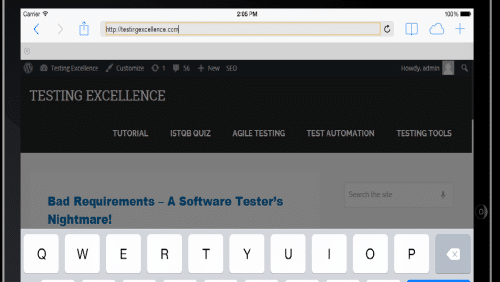 Carrier 2:05 PM 100%
http://testingexcellence.com
Testing Excellence Customize 1 56 + New SEO Howdy, admin
TESTING EXCELLENCE
TUTORIAL ISTQB QUIZ AGILE TESTING TEST AUTOMATION TESTING TOOLS
Bad Requirements – A Software Tester's
Nightmare!
Search the site
Q W E R T Y U I O P